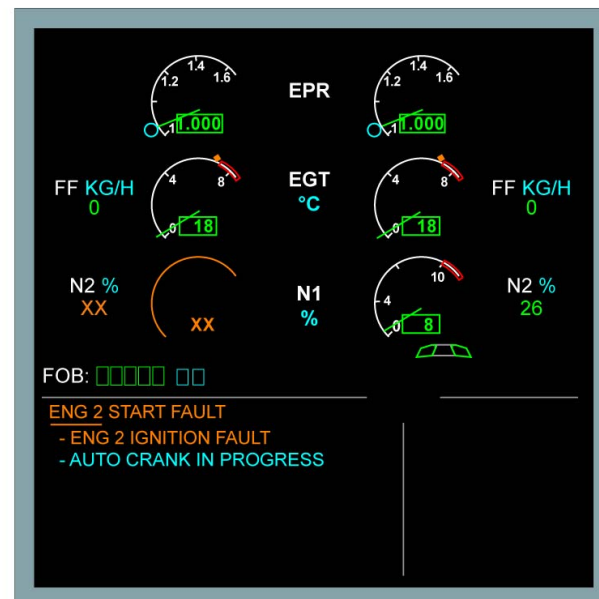 1.2 1.4 1.6 EPR 1.2 1.4 1.6
1 1.000 1 1.000
FF KG/H 4 8 EGT 4 8 FF KG/H
0 0 18 °C 0 18 0
N2 % N1 10 N2 %
XX XX % 4 26
0 8
FOB:
ENG 2 START FAULT
- ENG 2 IGNITION FAULT
- AUTO CRANK IN PROGRESS